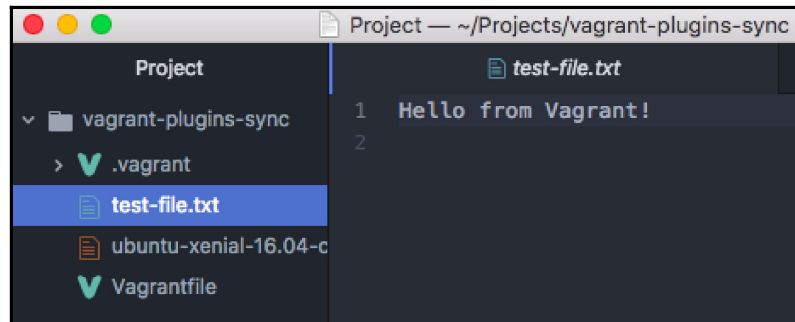 Project — ~/Projects/vagrant-plugins-sync
Project
test-file.txt
vagrant-plugins-sync
.vagrant
test-file.txt
ubuntu-xenial-16.04-c
Vagrantfile
1 Hello from Vagrant!
2